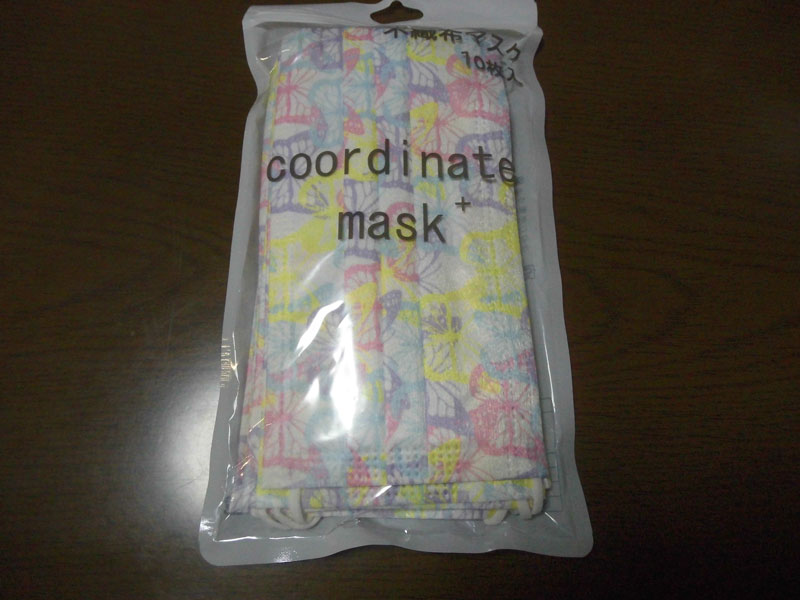 不織布マスク
10枚入
coordinate
mask+